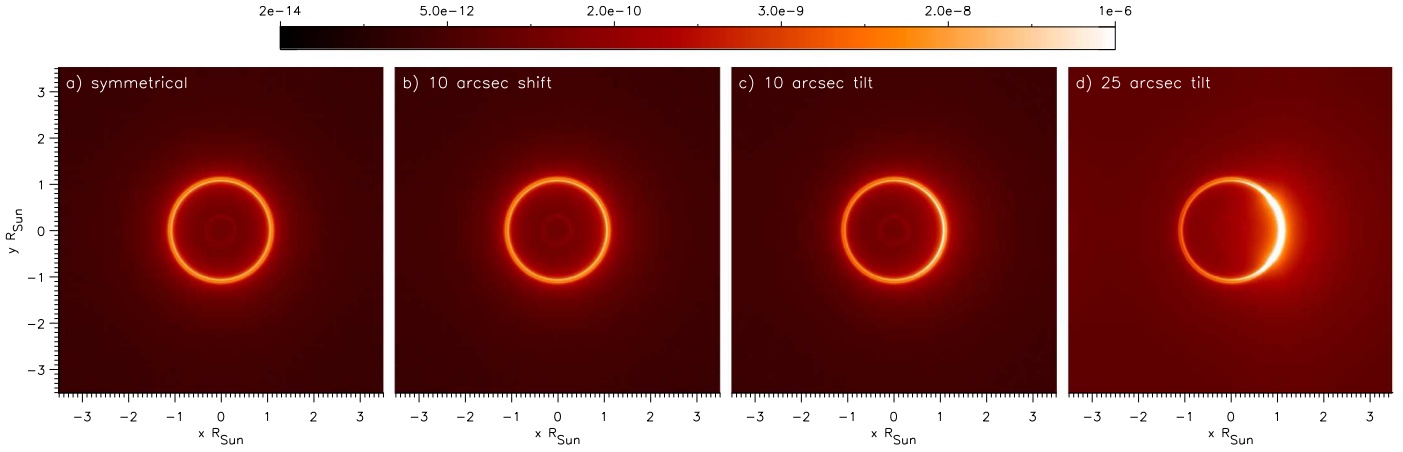 2e-14 5.0e-12 2.0e-10 3.0e-9 2.0e-8 1e-6
a) symmetrical b) 10 arcsec shift c) 10 arcsec tilt d) 25 arcsec tilt
3
2
1
0
-1
-2
-3
y R_Sun
-3 -2 -1 0 1 2 3 -3 -2 -1 0 1 2 3 -3 -2 -1 0 1 2 3 -3 -2 -1 0 1 2 3
x R_Sun x R_Sun x R_Sun x R_Sun